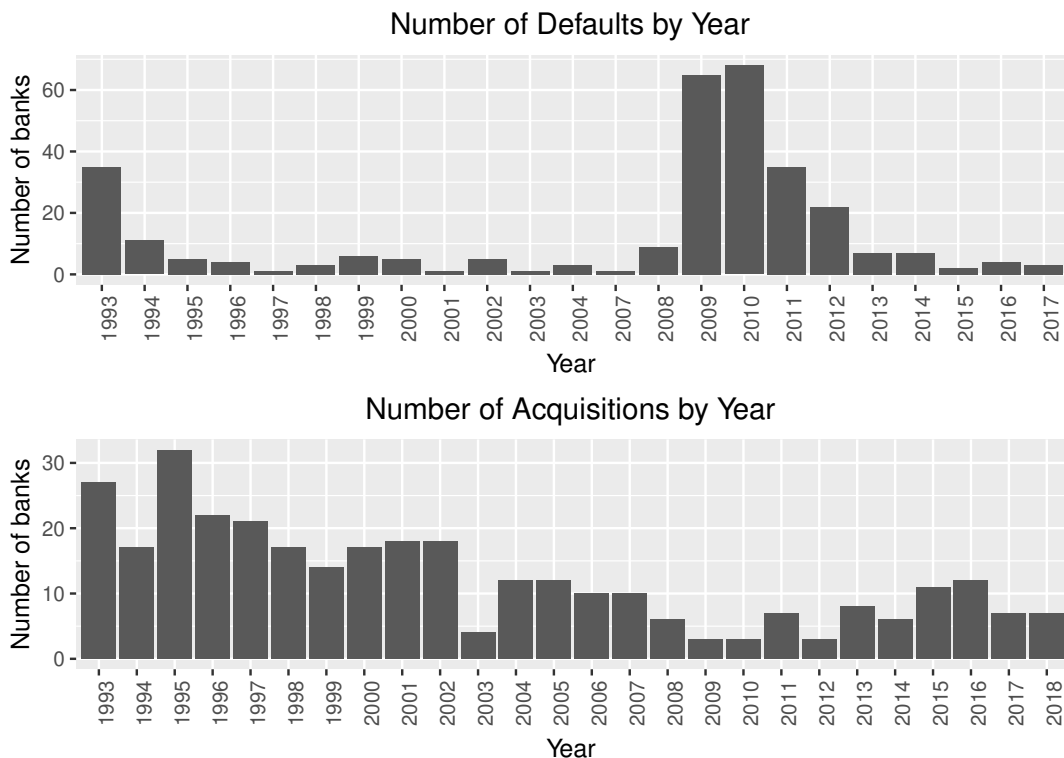 Number of Defaults by Year
Number of banks
60
40
20
0
1993 1994 1995 1996 1997 1998 1999 2000 2001 2002 2003 2004 2007 2008 2009 2010 2011 2012 2013 2014 2015 2016 2017
Year
Number of Acquisitions by Year
Number of banks
30
20
10
0
1993 1994 1995 1996 1997 1998 1999 2000 2001 2002 2003 2004 2005 2006 2007 2008 2009 2010 2011 2012 2013 2014 2015 2016 2017 2018
Year